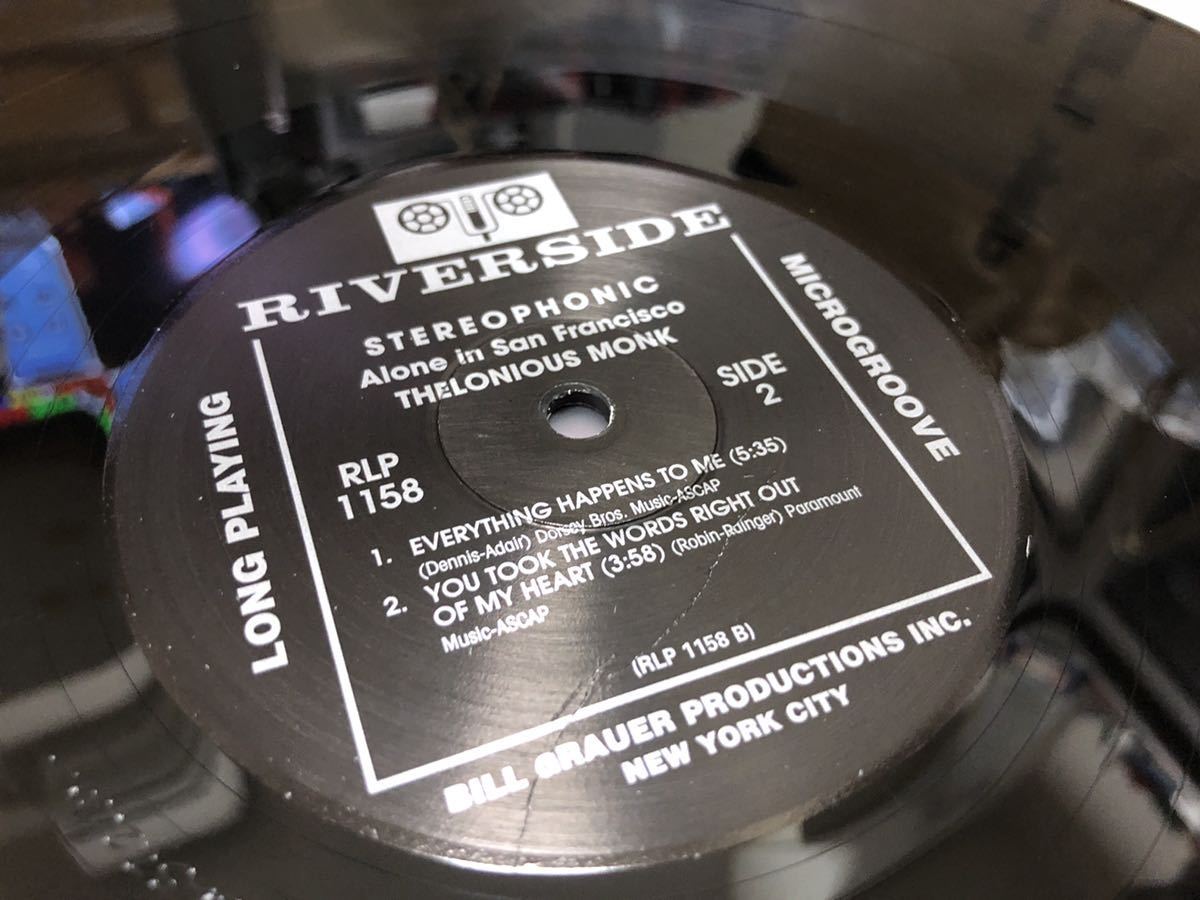 RIVERSIDE
STEREOPHONIC
Alone in San Francisco
THELONIOUS MONK
SIDE
2
RLP
1158
1. EVERYTHING HAPPENS TO ME (5:35)
(Dennis-Adair) Dorsey Bros. Music-ASCAP
2. YOU TOOK THE WORDS RIGHT OUT
OF MY HEART (3:58) (Robin-Rainger) Paramount
Music-ASCAP
(RLP 1158 B)
LONG PLAYING
MICROGROOVE
BILL GRAUER PRODUCTIONS INC.
NEW YORK CITY